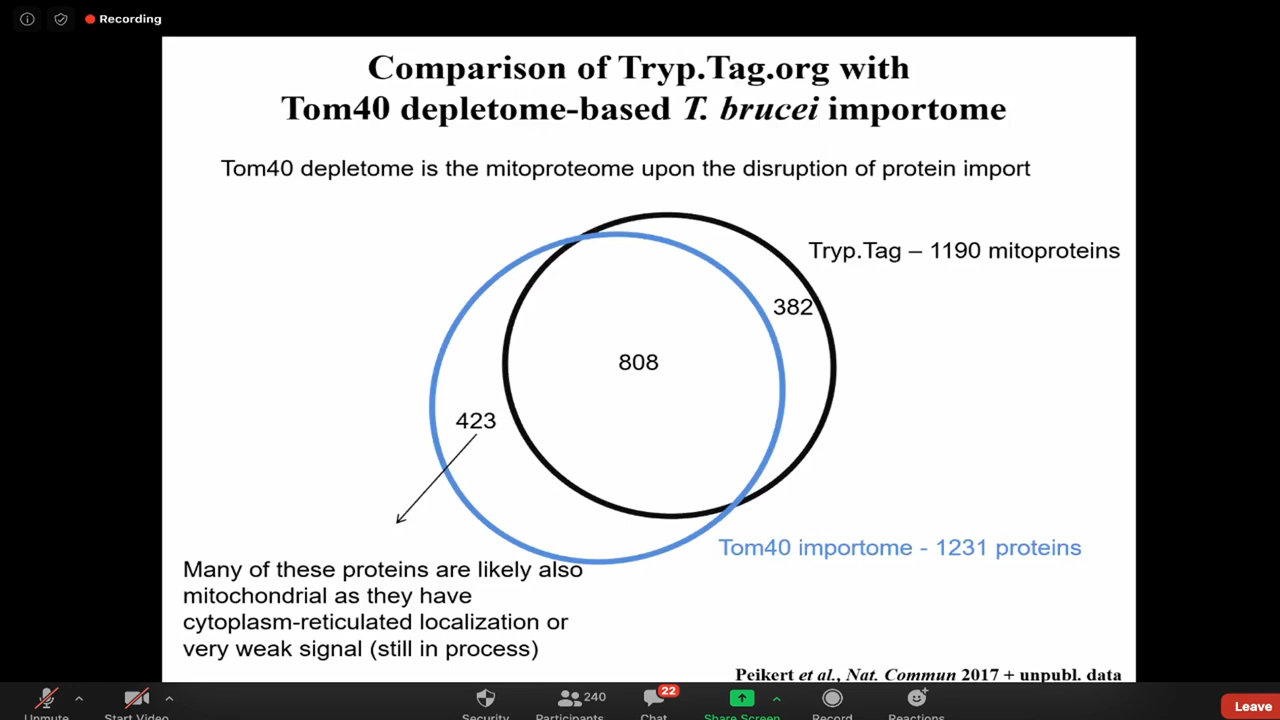 Recording
Comparison of Tryp.Tag.org with
Tom40 depletome-based T. brucei importome
Tom40 depletome is the mitoproteome upon the disruption of protein import
Tryp.Tag – 1190 mitoproteins
382
808
423
Tom40 importome - 1231 proteins
Many of these proteins are likely also
mitochondrial as they have
cytoplasm-reticulated localization or
very weak signal (still in process)
Peikert et al., Nat. Commun 2017 + unpubl. data
Unmute
Start Video
Security
240
Participants
22
Chat
Share Screen
Record
Reactions
Leave